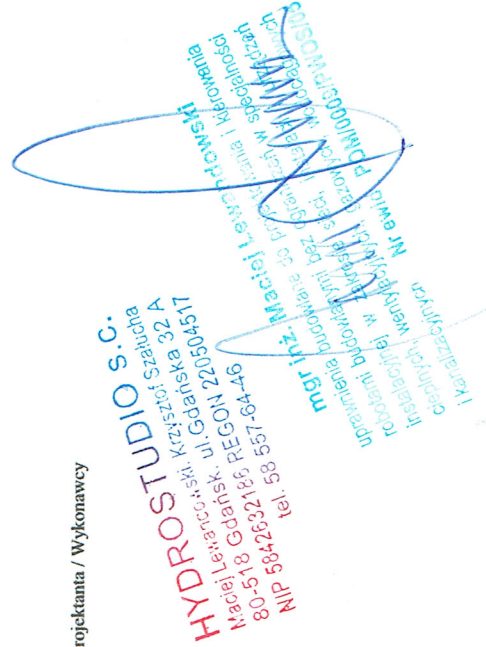 rojektanta / Wykonawcy
HYDROSTUDIO s.c.
Maciej Lewandowski, Krzysztof Szałucha
80-518 Gdańsk, ul. Gdańska 32 A
NIP 5842632186 REGON 220504517
tel. 58 557-64-46
mgr inż. Maciej Lewandowski
uprawnienia budowlane do projektowania i kierowania
robotami budowlanymi bez ograniczeń w specjalności
instalacyjnej w zakresie sieci, instalacji i urządzeń
cieplnych, wentylacyjnych, gazowych, wodociągowych
i kanalizacyjnych Nr ewid. POM/0003/PWOS/05